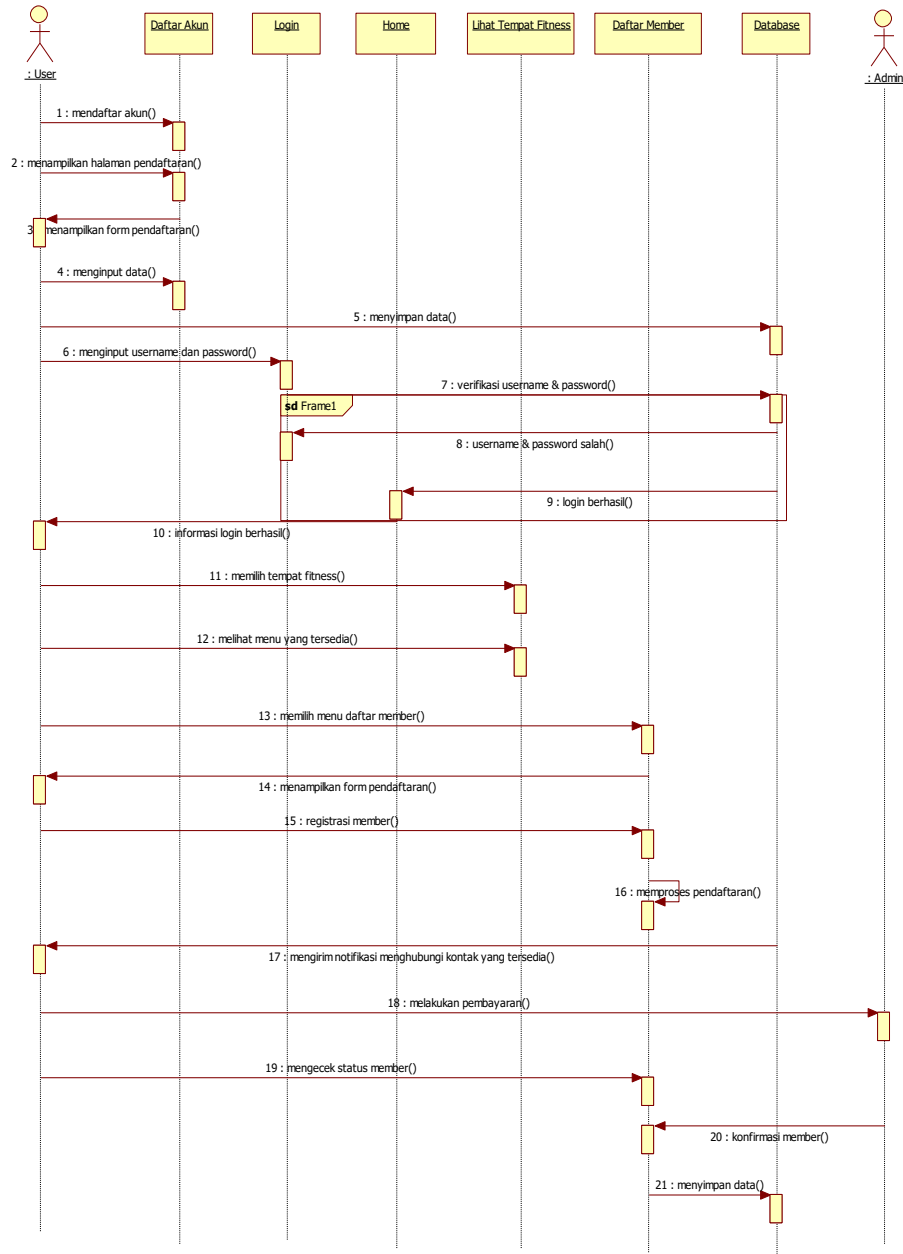 Daftar Akun
Login
Home
Lihat Tempat Fitness
Daftar Member
Database
: User
: Admin
1 : mendaftar akun()
2 : menampilkan halaman pendaftaran()
3 : menampilkan form pendaftaran()
4 : menginput data()
5 : menyimpan data()
6 : menginput username dan password()
7 : verifikasi username & password()
sd Frame1
8 : username & password salah()
9 : login berhasil()
10 : informasi login berhasil()
11 : memilih tempat fitness()
12 : melihat menu yang tersedia()
13 : memilih menu daftar member()
14 : menampilkan form pendaftaran()
15 : registrasi member()
16 : memproses pendaftaran()
17 : mengirim notifikasi menghubungi kontak yang tersedia()
18 : melakukan pembayaran()
19 : mengecek status member()
20 : konfirmasi member()
21 : menyimpan data()